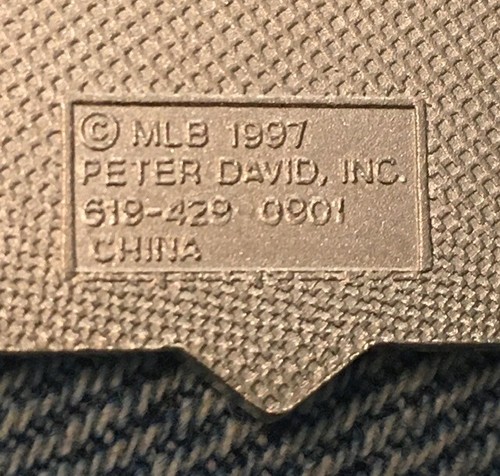 © MLB 1997
PETER DAVID, INC.
619-429 0901
CHINA